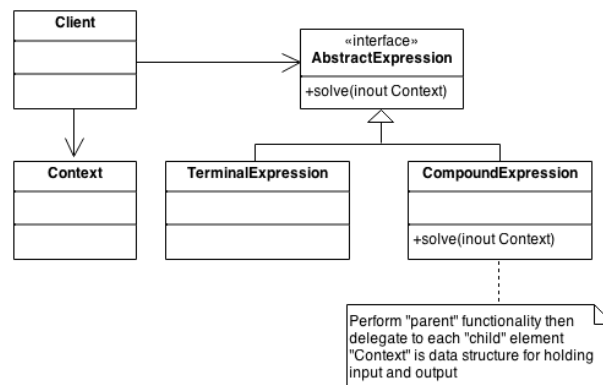 Client
«interface»
AbstractExpression
+solve(inout Context)
Context
TerminalExpression
CompoundExpression
+solve(inout Context)
Perform "parent" functionality then
delegate to each "child" element
"Context" is data structure for holding
input and output